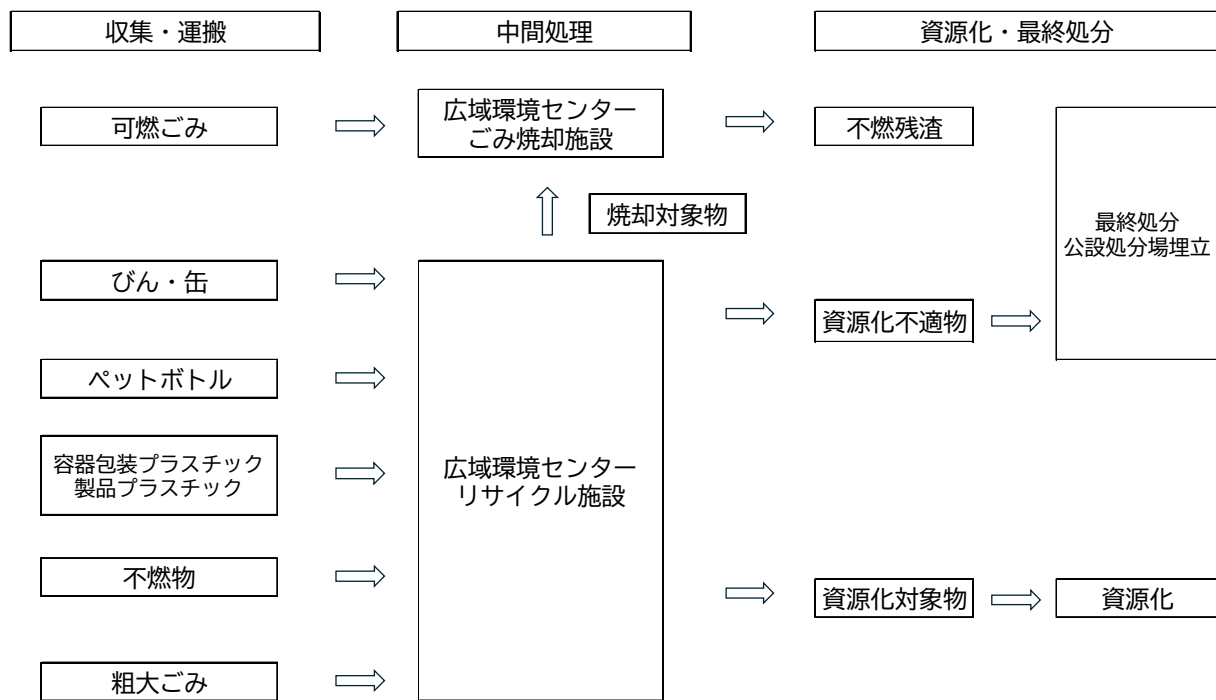 収集・運搬
中間処理
資源化・最終処分
可燃ごみ
広域環境センター
ごみ焼却施設
不燃残渣
焼却対象物
最終処分
公設処分場埋立
びん・缶
資源化不適物
ペットボトル
容器包装プラスチック
製品プラスチック
広域環境センター
リサイクル施設
不燃物
資源化対象物
資源化
粗大ごみ